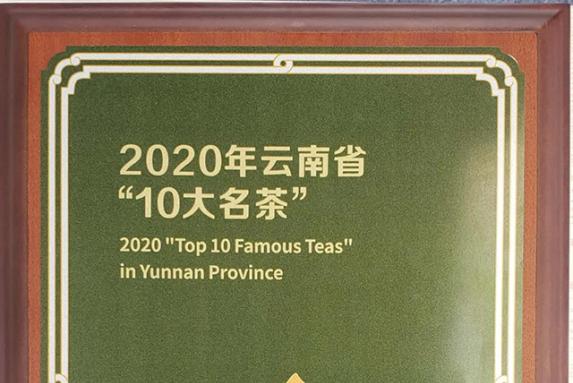 2020年云南省
“10大名茶”
2020 "Top 10 Famous Teas"
in Yunnan Province